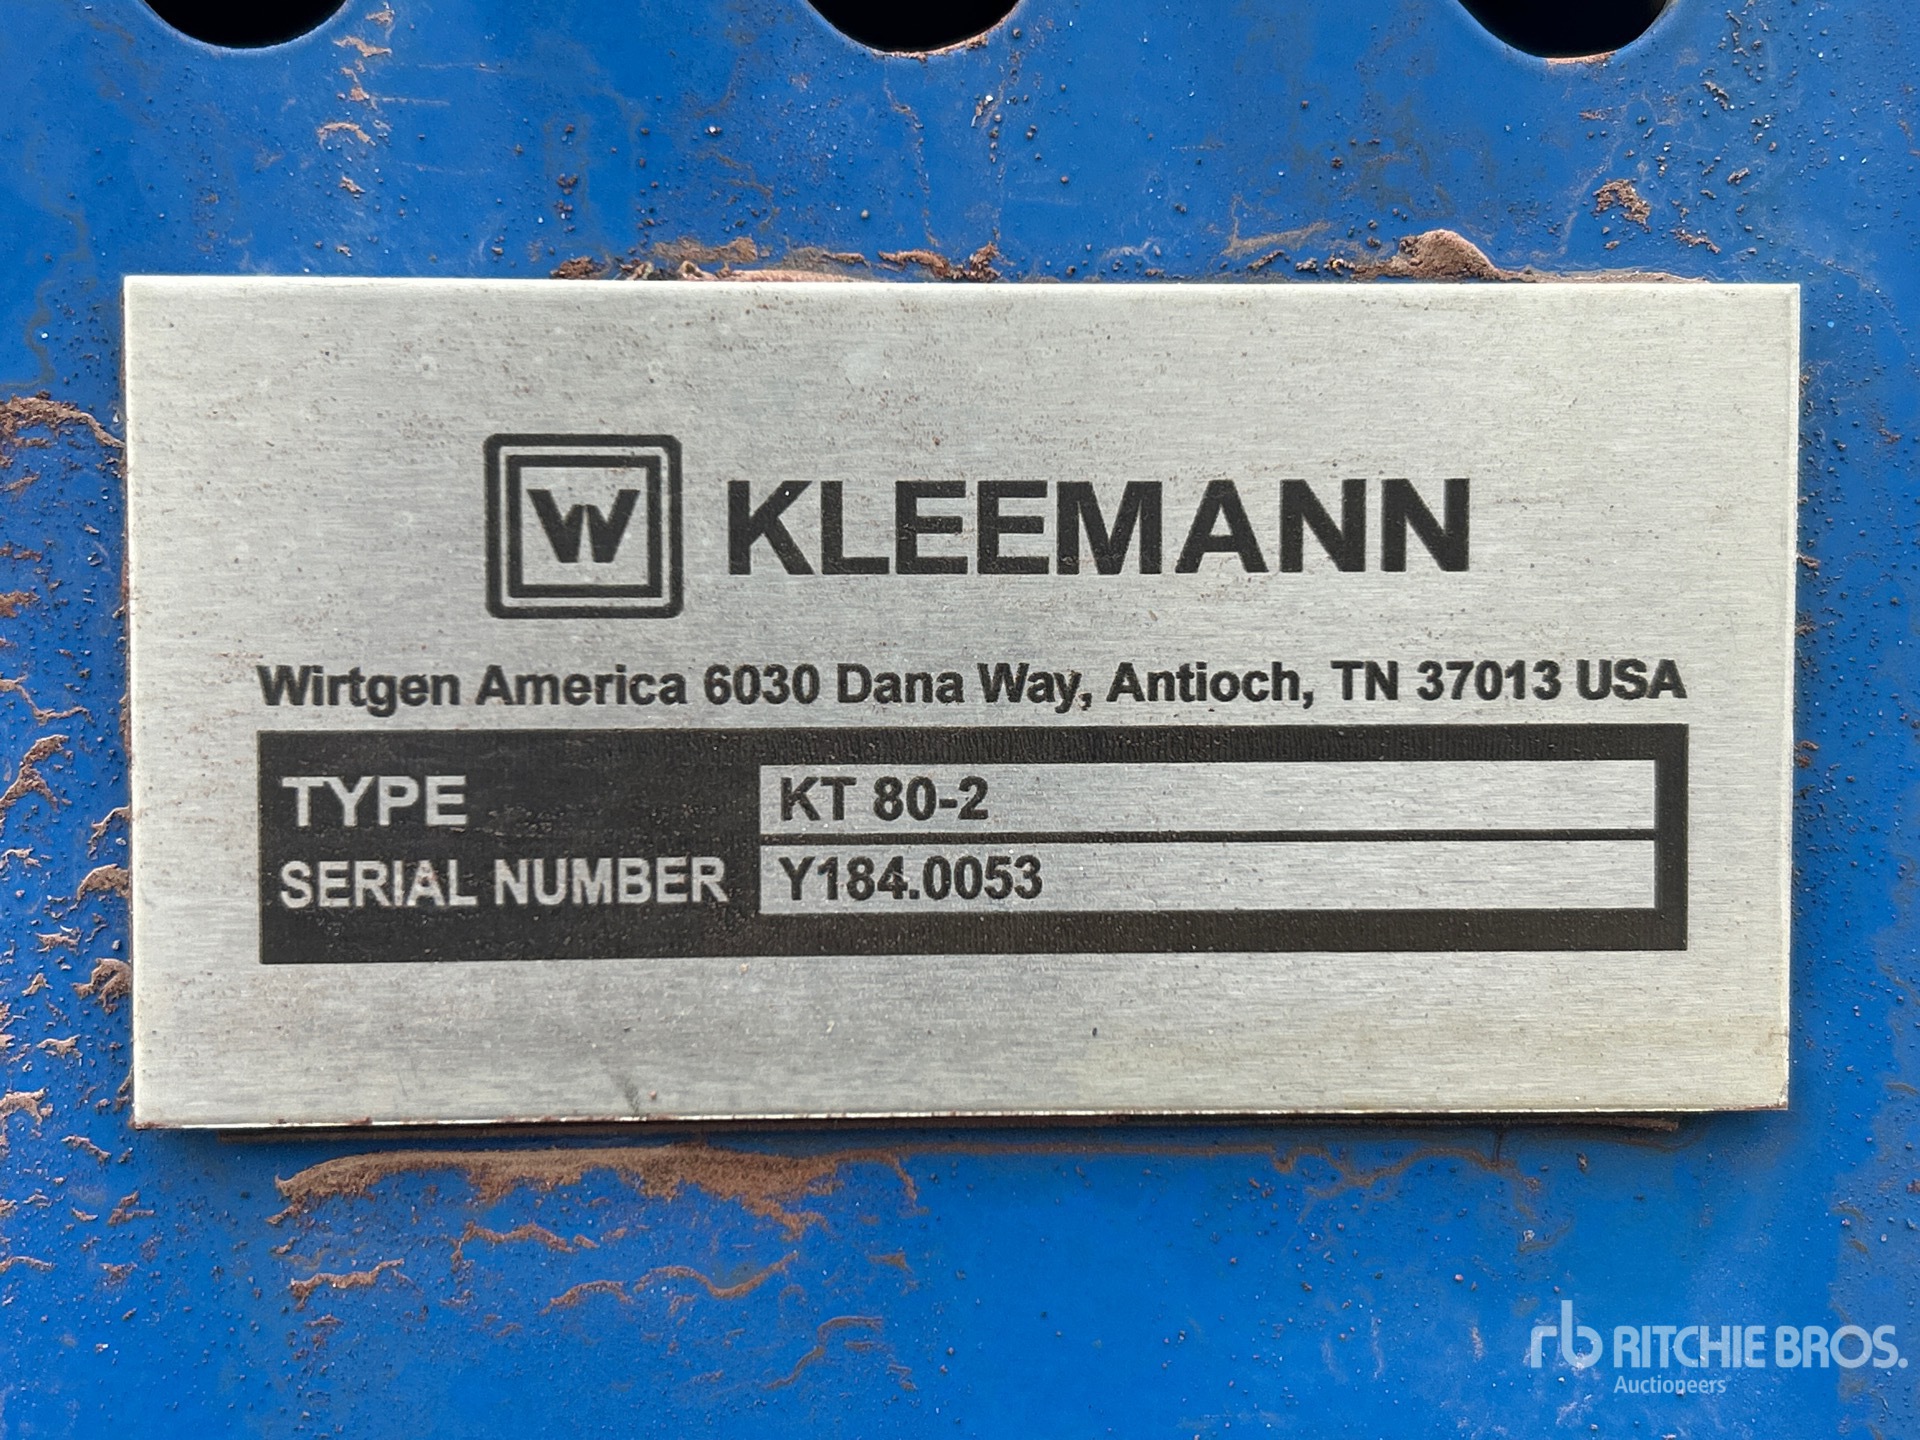 W KLEEMANN
Wirtgen America 6030 Dana Way, Antioch, TN 37013 USA
TYPE KT 80-2
SERIAL NUMBER Y184.0053
rb RITCHIE BROS.
Auctioneers